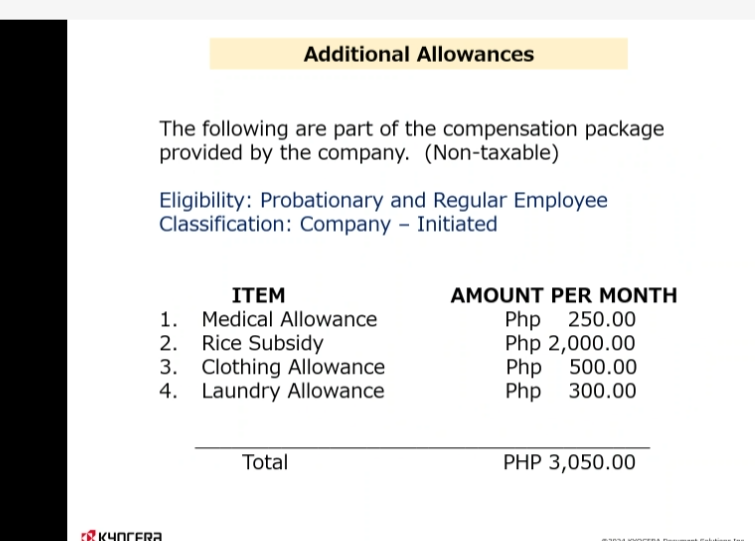 Additional Allowances
The following are part of the compensation package
provided by the company.  (Non-taxable)
Eligibility: Probationary and Regular Employee
Classification: Company – Initiated
ITEM AMOUNT PER MONTH
1. Medical Allowance Php 250.00
2. Rice Subsidy Php 2,000.00
3. Clothing Allowance Php 500.00
4. Laundry Allowance Php 300.00
Total PHP 3,050.00
KYOCERA